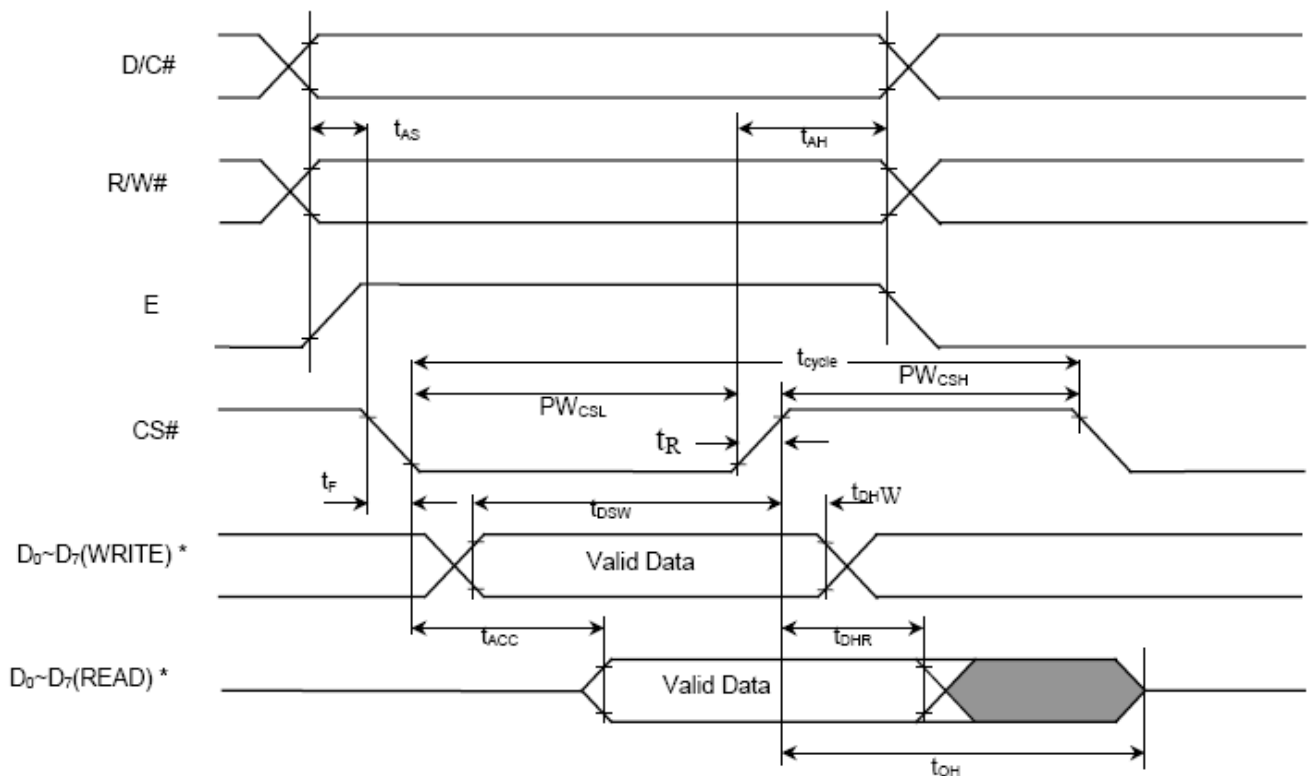 D/C#
tAS
tAH
R/W#
E
tcycle
PWCSH
PWCSL
CS#
tR
tF
tDSW
tDHW
D0~D7(WRITE) *
Valid Data
tACC
tDHR
D0~D7(READ) *
Valid Data
tOH